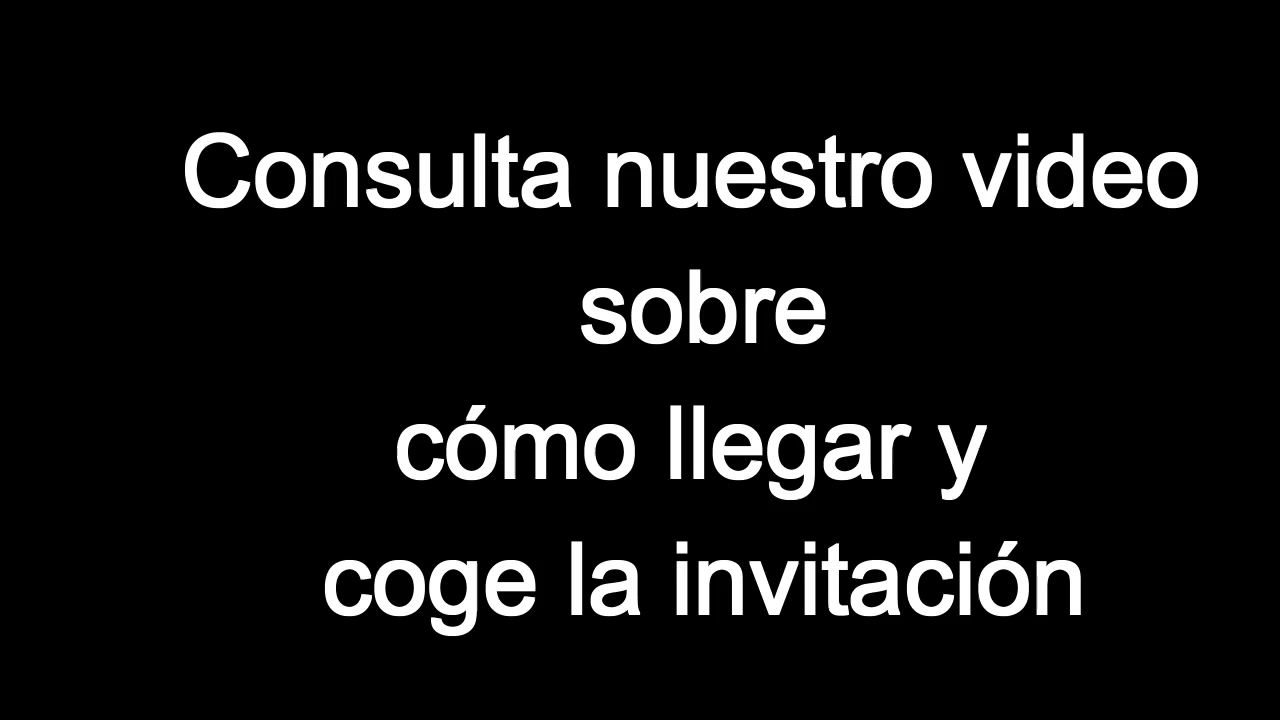 Consulta nuestro video
sobre
cómo llegar y
coge la invitación